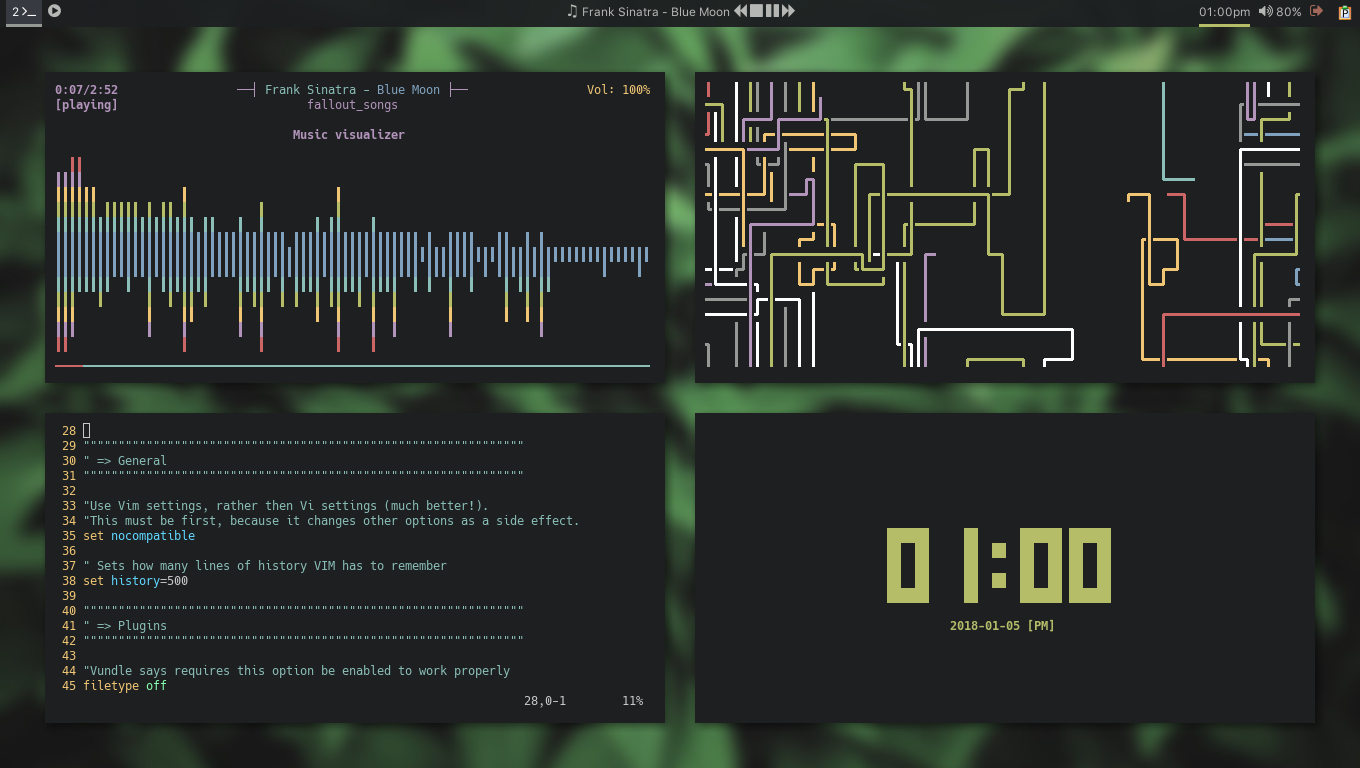 2
Frank Sinatra - Blue Moon
01:00pm
80%
0:07/2:52
Frank Sinatra - Blue Moon
Vol: 100%
[playing]
fallout_songs
Music visualizer
28
29 """""""""""""""""""""""""""""""""""""""""""""""""""""""""""""""
30 " => General
31 """""""""""""""""""""""""""""""""""""""""""""""""""""""""""""""
32
33 "Use Vim settings, rather then Vi settings (much better!).
34 "This must be first, because it changes other options as a side effect.
35 set nocompatible
36
37 " Sets how many lines of history VIM has to remember
38 set history=500
39
40 """""""""""""""""""""""""""""""""""""""""""""""""""""""""""""""
41 " => Plugins
42 """""""""""""""""""""""""""""""""""""""""""""""""""""""""""""""
43
44 "Vundle says requires this option be enabled to work properly
45 filetype off
28,0-1 11%
01:00
2018-01-05 [PM]